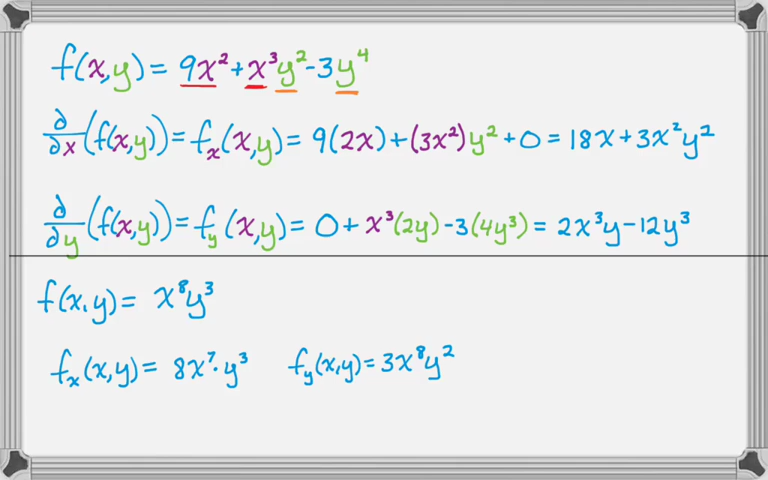 f(x,y) = 9x² + x³y² - 3y⁴
∂/∂x (f(x,y)) = fₓ(x,y) = 9(2x) + (3x²)y² + 0 = 18x + 3x²y²
∂/∂y (f(x,y)) = f_y(x,y) = 0 + x³(2y) - 3(4y³) = 2x³y - 12y³
f(x,y) = x⁸y³
fₓ(x,y) = 8x⁷·y³  f_y(x,y) = 3x⁸y²